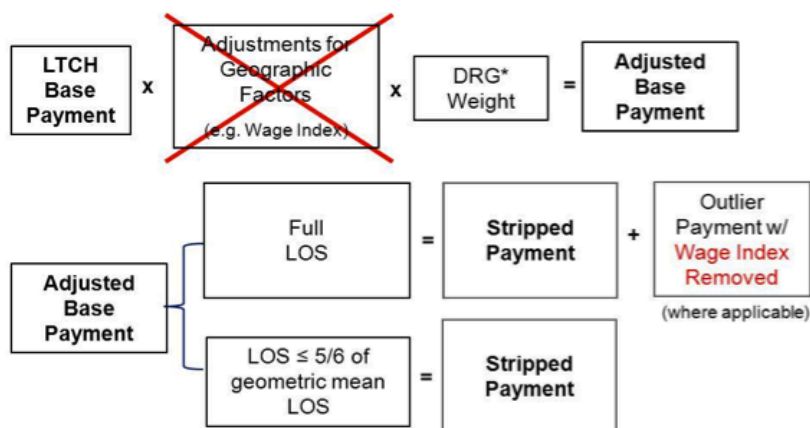 LTCH
Base
Payment
x
Adjustments for
Geographic
Factors
(e.g. Wage Index)
x
DRG*
Weight
=
Adjusted
Base
Payment
Adjusted
Base
Payment
Full
LOS
=
Stripped
Payment
+
Outlier
Payment w/
Wage Index
Removed
(where applicable)
LOS ≤ 5/6 of
geometric mean
LOS
=
Stripped
Payment